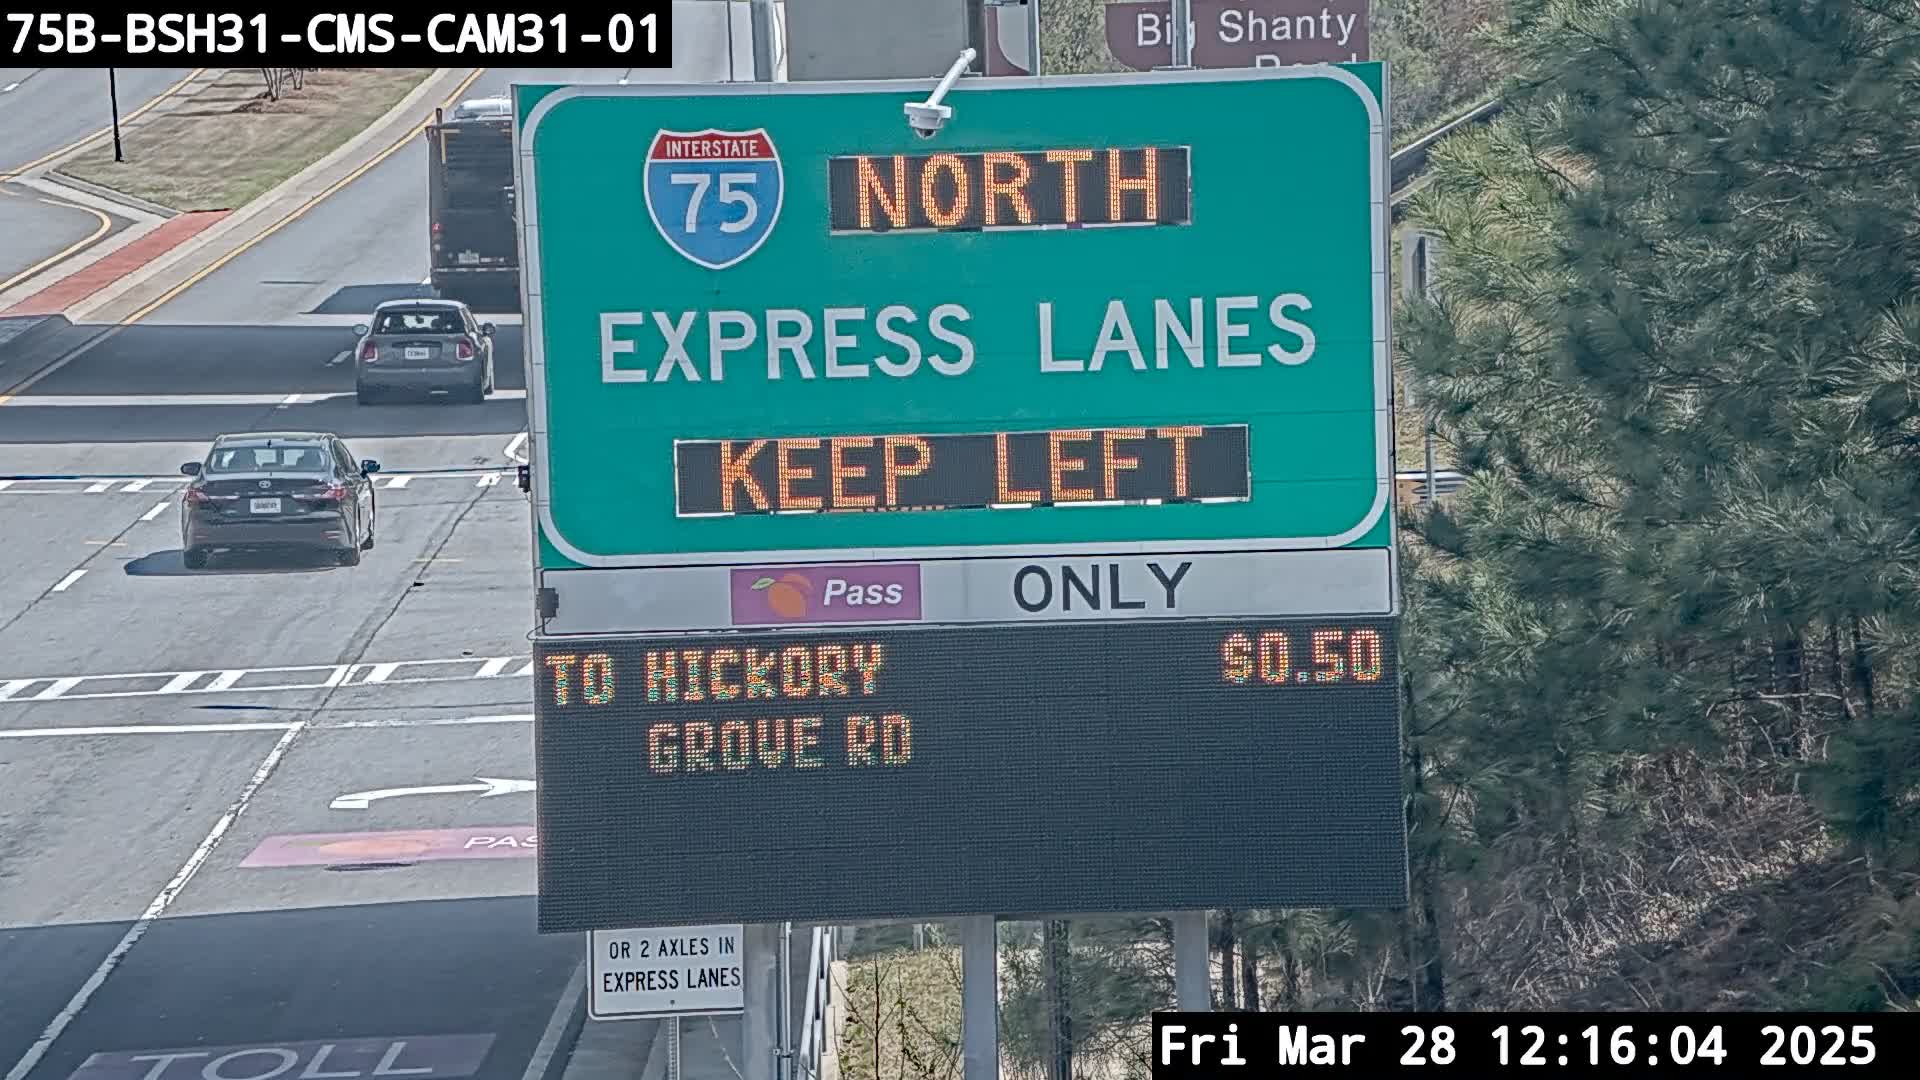 75B-BSH31-CMS-CAM31-01
Big Shanty
Road
INTERSTATE
75
NORTH
EXPRESS LANES
KEEP LEFT
Pass
ONLY
TO HICKORY $0.50
GROVE RD
OR 2 AXLES IN
EXPRESS LANES
TOLL
Fri Mar 28 12:16:04 2025